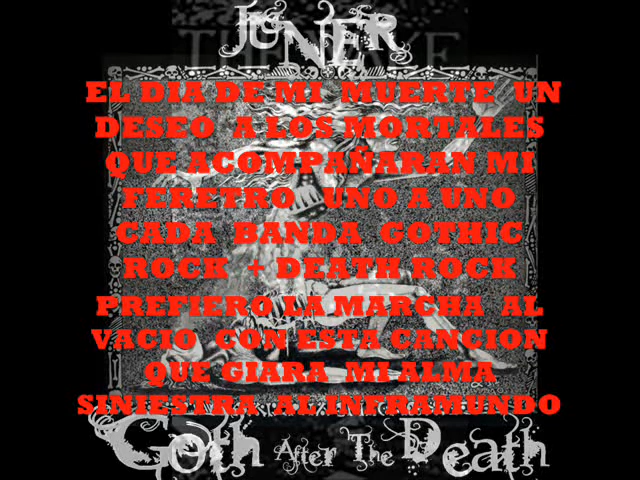 JUNER
EL DIA DE MI MUERTE UN
DESEO A LOS MORTALES
QUE ACOMPAÑARAN MI
FERETRO UNO A UNO
CADA BANDA GOTHIC
ROCK + DEATH ROCK
PREFIERO LA MARCHA AL
VACIO CON ESTA CANCION
QUE GIARA MI ALMA
SINIESTRA AL INFRAMUNDO
Goth After The Death